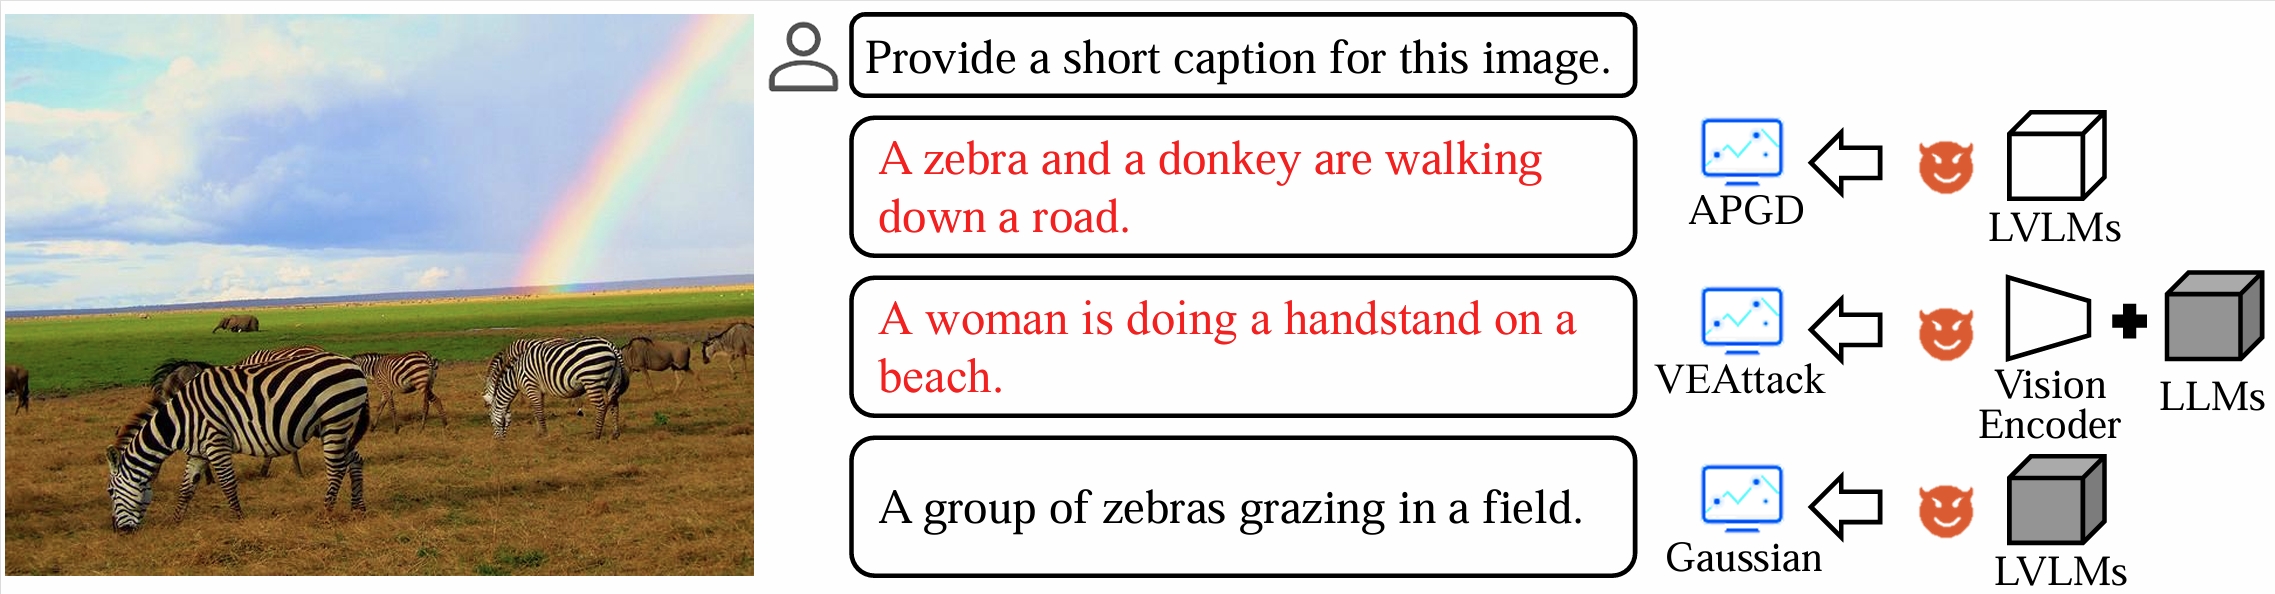 Provide a short caption for this image.
A zebra and a donkey are walking
down a road.
APGD
LVLMs
A woman is doing a handstand on a
beach.
VEAttack
Vision
Encoder
LLMs
A group of zebras grazing in a field.
Gaussian
LVLMs